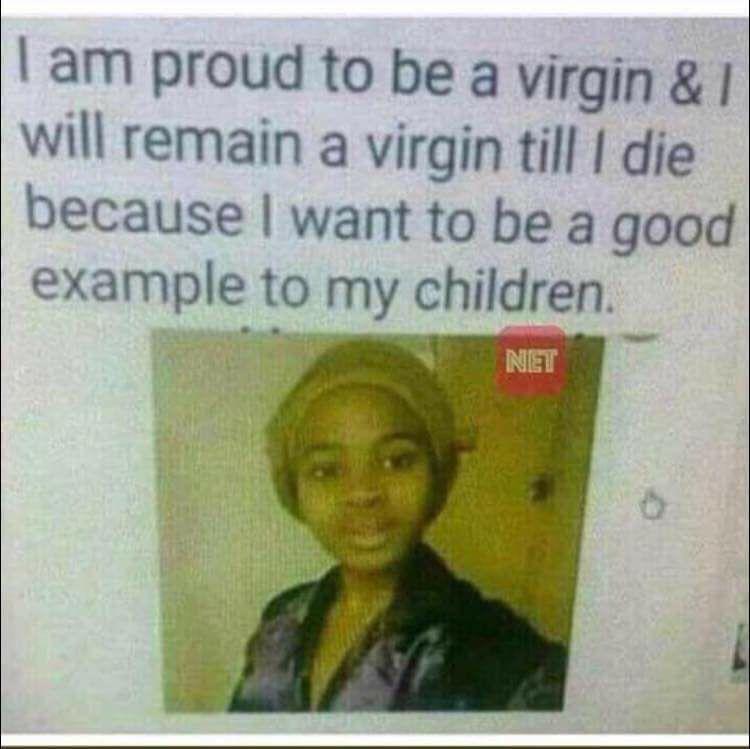 I am proud to be a virgin & I
will remain a virgin till I die
because I want to be a good
example to my children.
NET